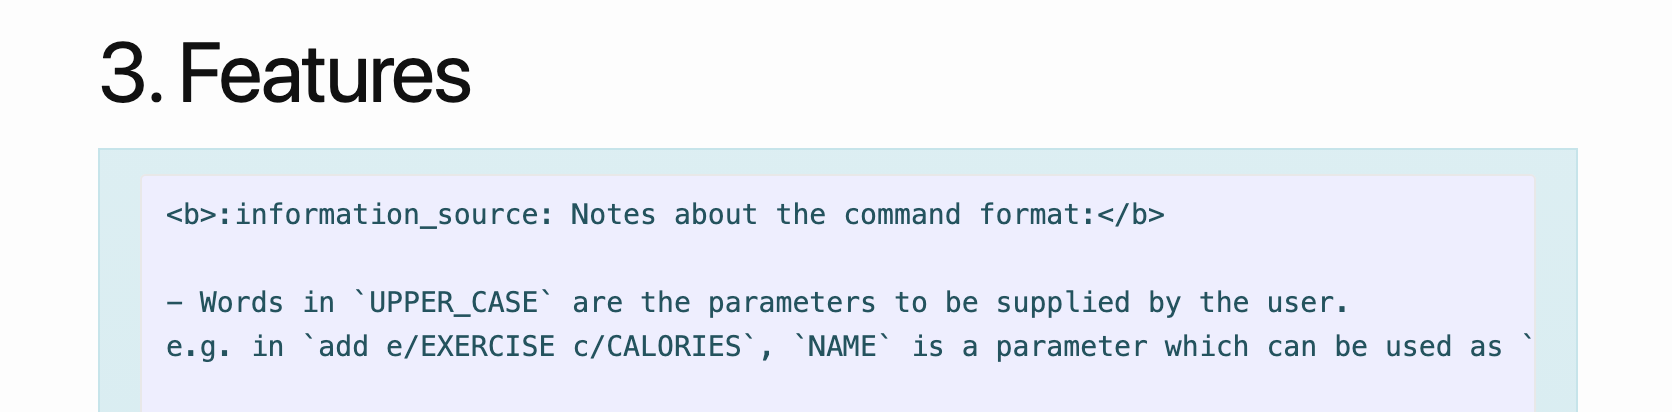 3. Features
<b>:information_source: Notes about the command format:</b>
– Words in `UPPER_CASE` are the parameters to be supplied by the user.
e.g. in `add e/EXERCISE c/CALORIES`, `NAME` is a parameter which can be used as `